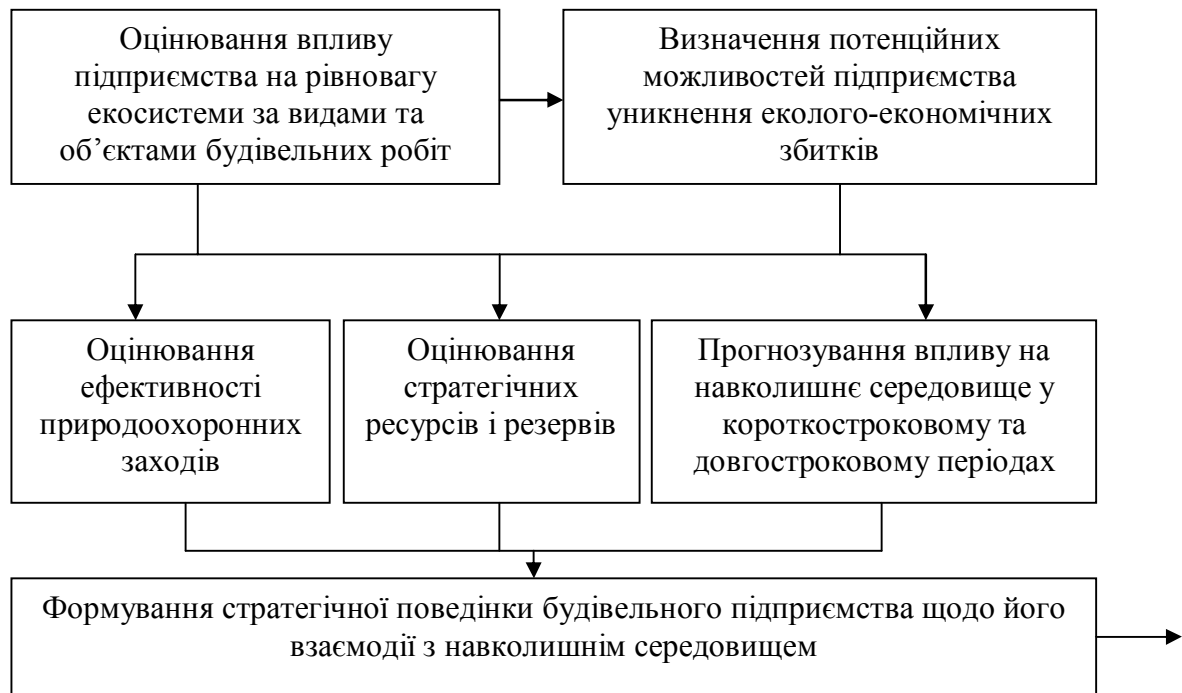 Оцінювання впливу
підприємства на рівновагу
екосистеми за видами та
об’єктами будівельних робіт
Визначення потенційних
можливостей підприємства
уникнення еколого-економічних
збитків
Оцінювання
ефективності
природоохоронних
заходів
Оцінювання
стратегічних
ресурсів і резервів
Прогнозування впливу на
навколишнє середовище у
короткостроковому та
довгостроковому періодах
Формування стратегічної поведінки будівельного підприємства щодо його
взаємодії з навколишнім середовищем